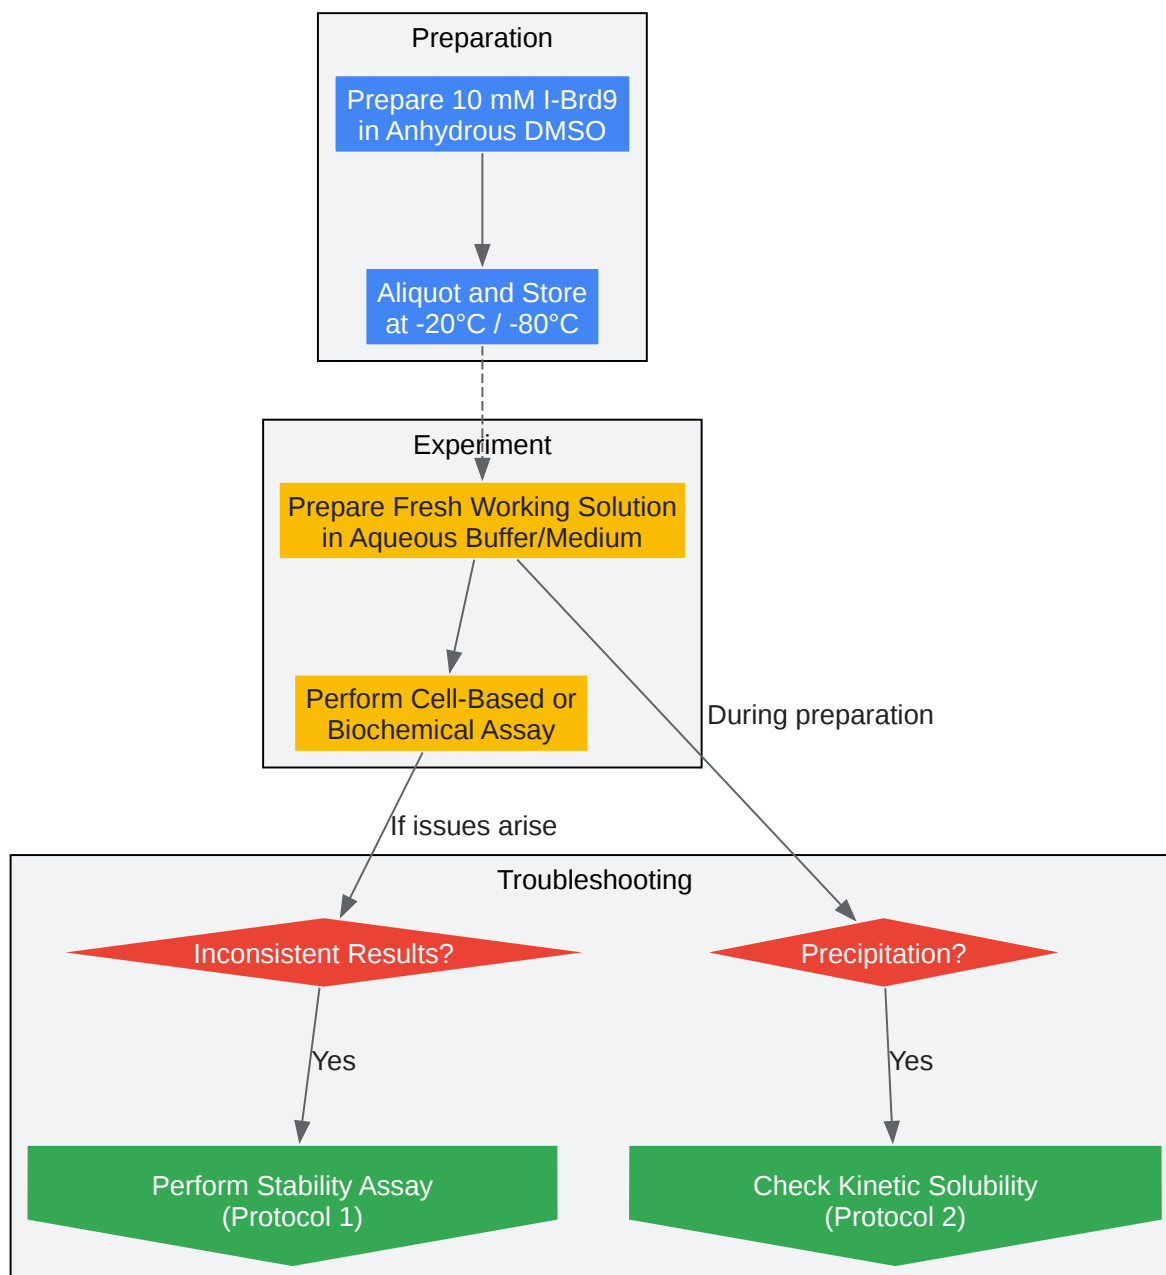 Preparation
Prepare 10 mM I-Brd9
in Anhydrous DMSO
Aliquot and Store
at -20°C / -80°C
Experiment
Prepare Fresh Working Solution
in Aqueous Buffer/Medium
Perform Cell-Based or
Biochemical Assay
During preparation
If issues arise
Troubleshooting
Inconsistent Results?
Precipitation?
Yes
Yes
Perform Stability Assay
(Protocol 1)
Check Kinetic Solubility
(Protocol 2)